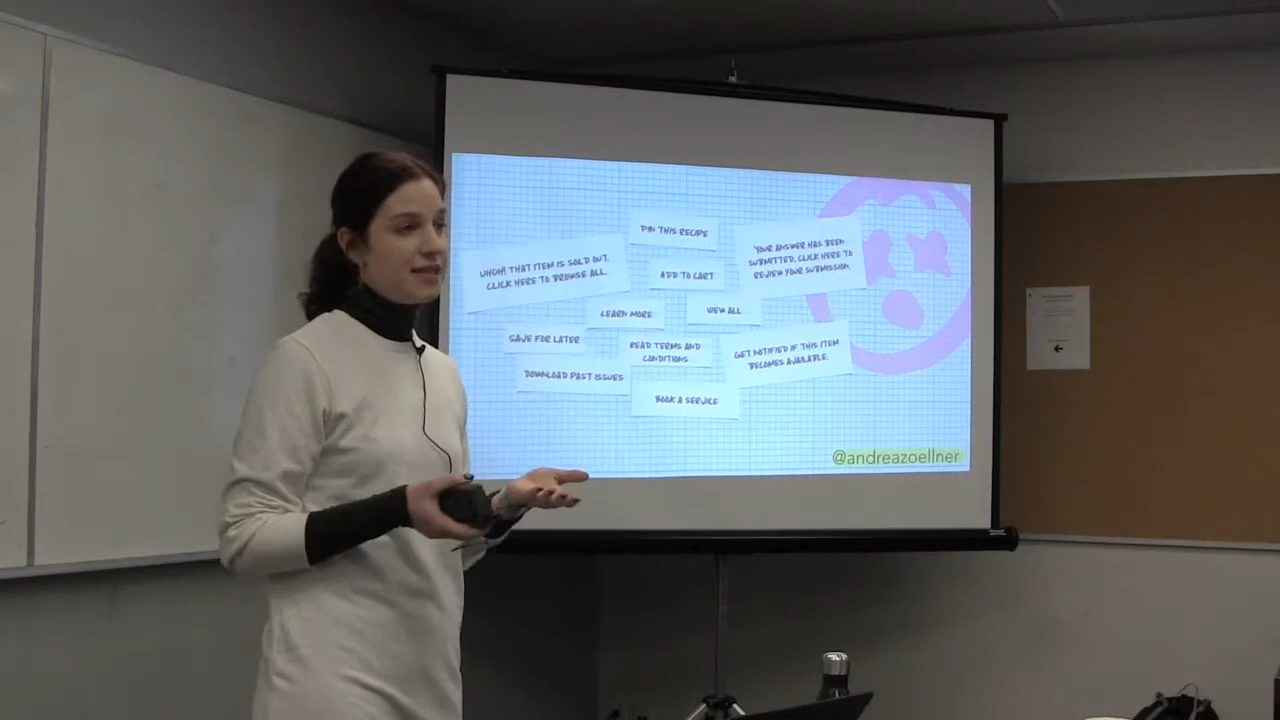 PIN THIS RECIPE
UHOH! THAT ITEM IS SOLD OUT.
CLICK HERE TO BROWSE ALL.
YOUR ANSWER HAS BEEN
SUBMITTED. CLICK HERE TO
REVIEW YOUR SUBMISSION.
ADD TO CART
LEARN MORE
VIEW ALL
SAVE FOR LATER
READ TERMS AND
CONDITIONS
GET NOTIFIED IF THIS ITEM
BECOMES AVAILABLE.
DOWNLOAD PAST ISSUES
BOOK A SERVICE
@andreazoellner